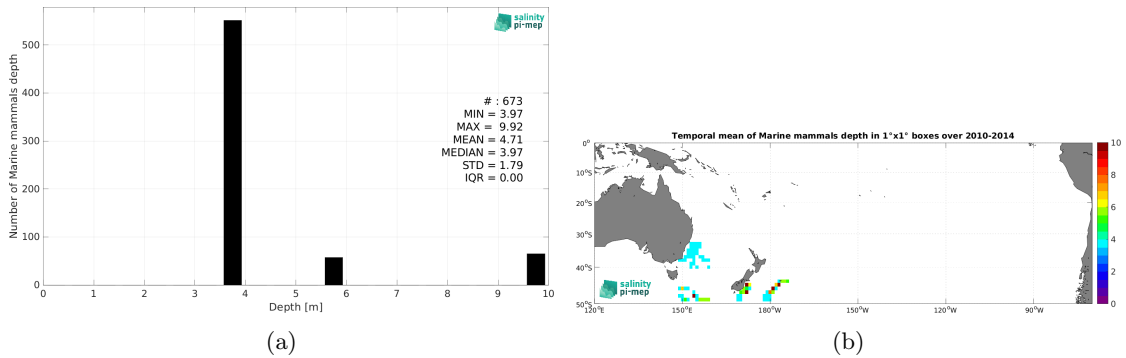 salinity
pi-mep
Number of Marine mammals depth
500
400
300
200
100
0
# : 673
MIN = 3.97
MAX = 9.92
MEAN = 4.71
MEDIAN = 3.97
STD = 1.79
IQR = 0.00
0 1 2 3 4 5 6 7 8 9 10
Depth [m]
(a)
Temporal mean of Marine mammals depth in 1°x1° boxes over 2010-2014
0°
10°S
20°S
30°S
40°S
50°S
120°E 150°E 180°W 150°W 120°W 90°W
salinity
pi-mep
10
8
6
4
2
0
(b)